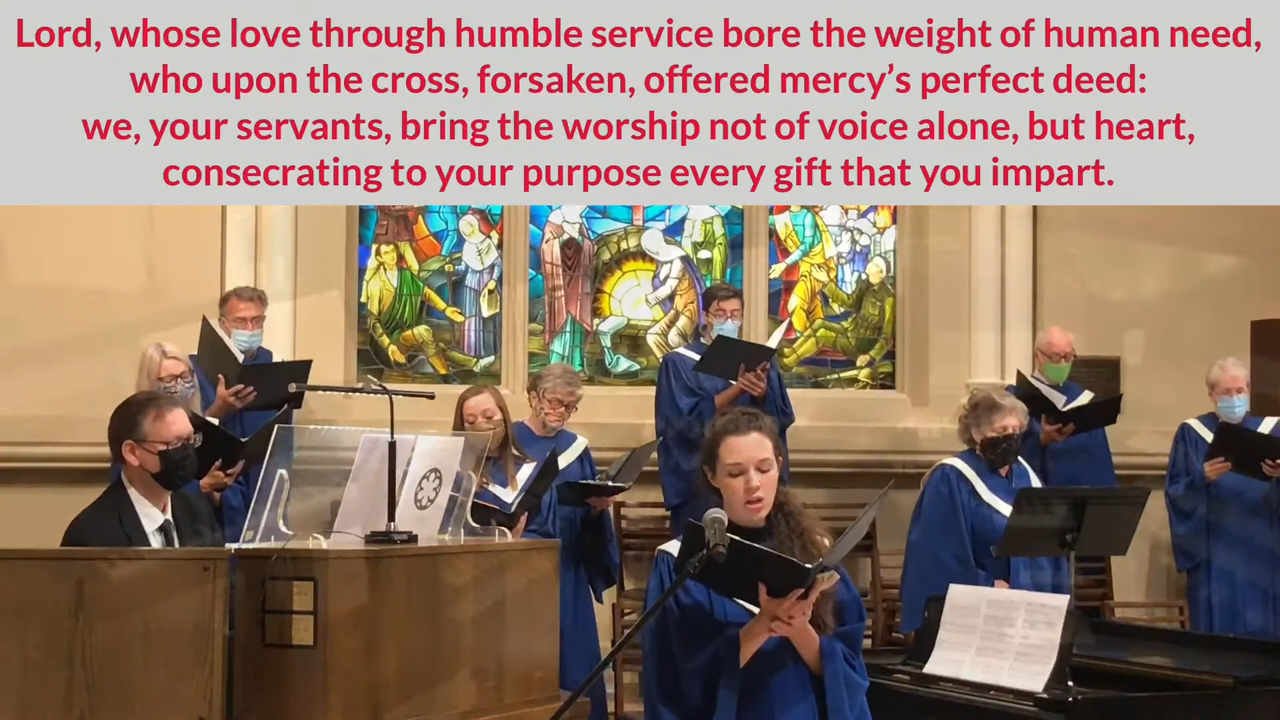 Lord, whose love through humble service bore the weight of human need,
who upon the cross, forsaken, offered mercy’s perfect deed:
we, your servants, bring the worship not of voice alone, but heart,
consecrating to your purpose every gift that you impart.